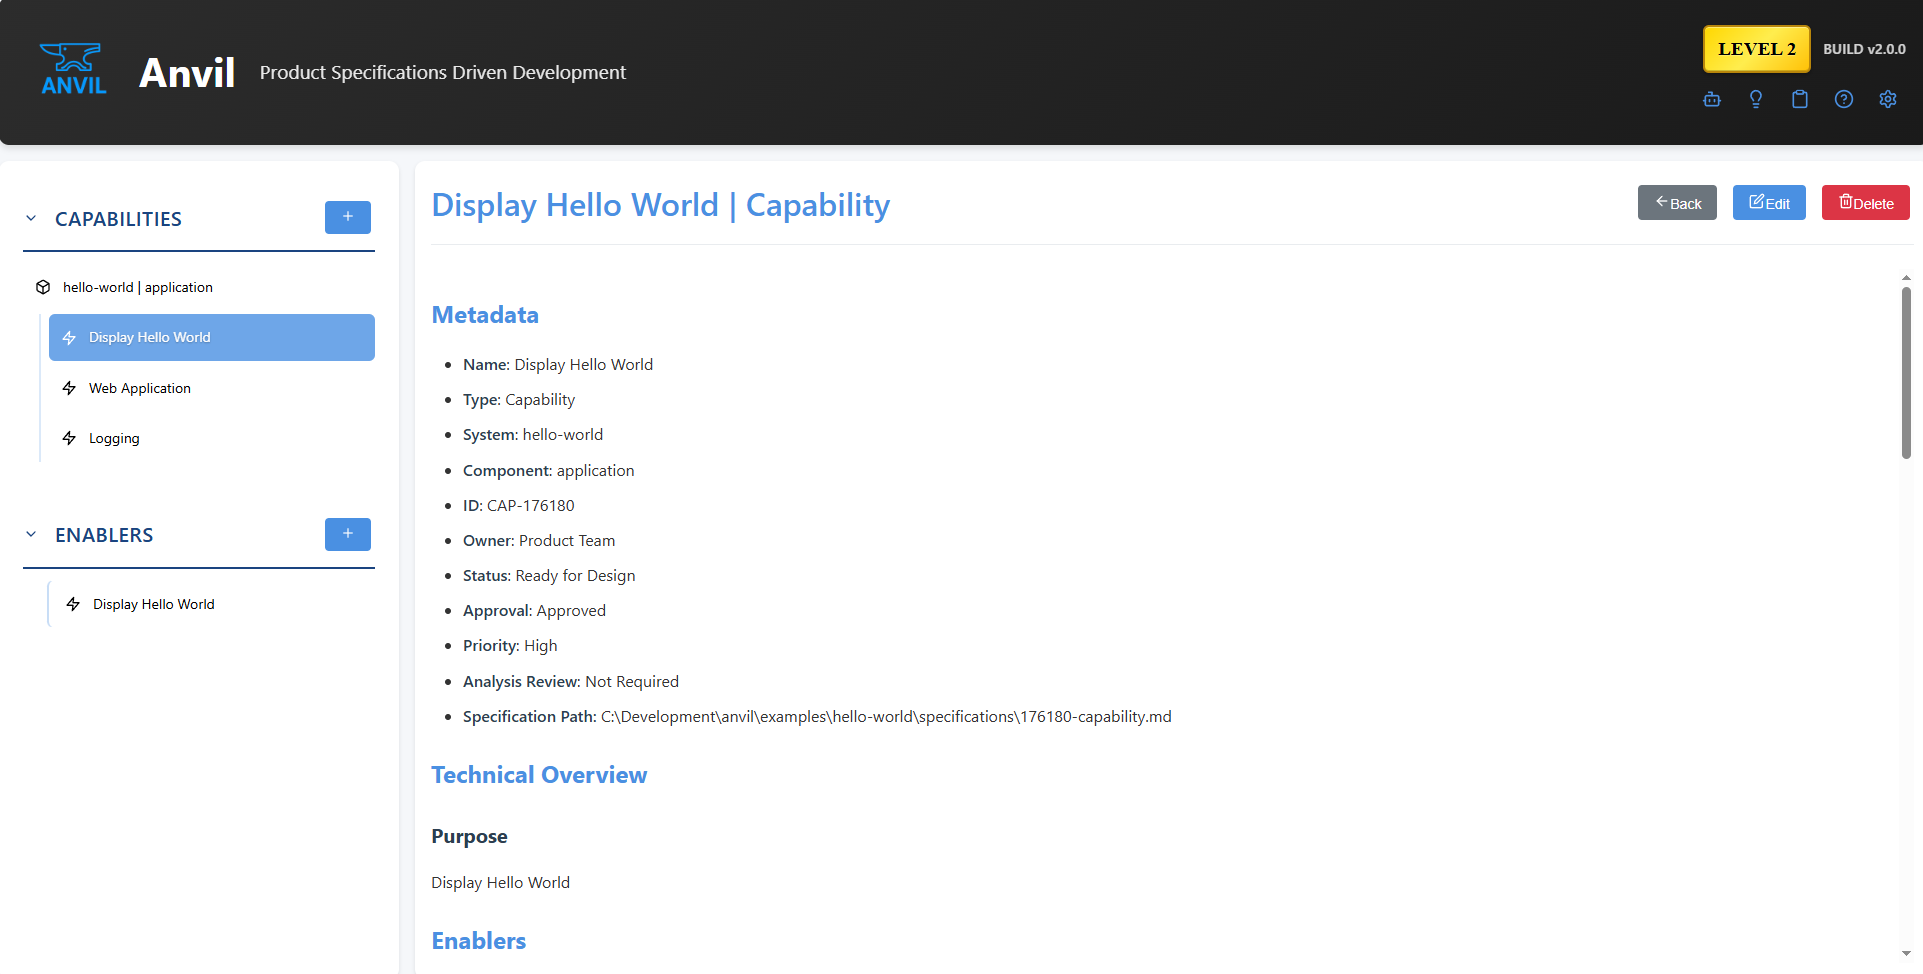 ANVIL
Anvil
Product Specifications Driven Development
LEVEL 2
BUILD v2.0.0
CAPABILITIES
+
hello-world | application
Display Hello World
Web Application
Logging
ENABLERS
+
Display Hello World
Display Hello World | Capability
Back
Edit
Delete
Metadata
• Name: Display Hello World
• Type: Capability
• System: hello-world
• Component: application
• ID: CAP-176180
• Owner: Product Team
• Status: Ready for Design
• Approval: Approved
• Priority: High
• Analysis Review: Not Required
• Specification Path: C:\Development\anvil\examples\hello-world\specifications\176180-capability.md
Technical Overview
Purpose
Display Hello World
Enablers